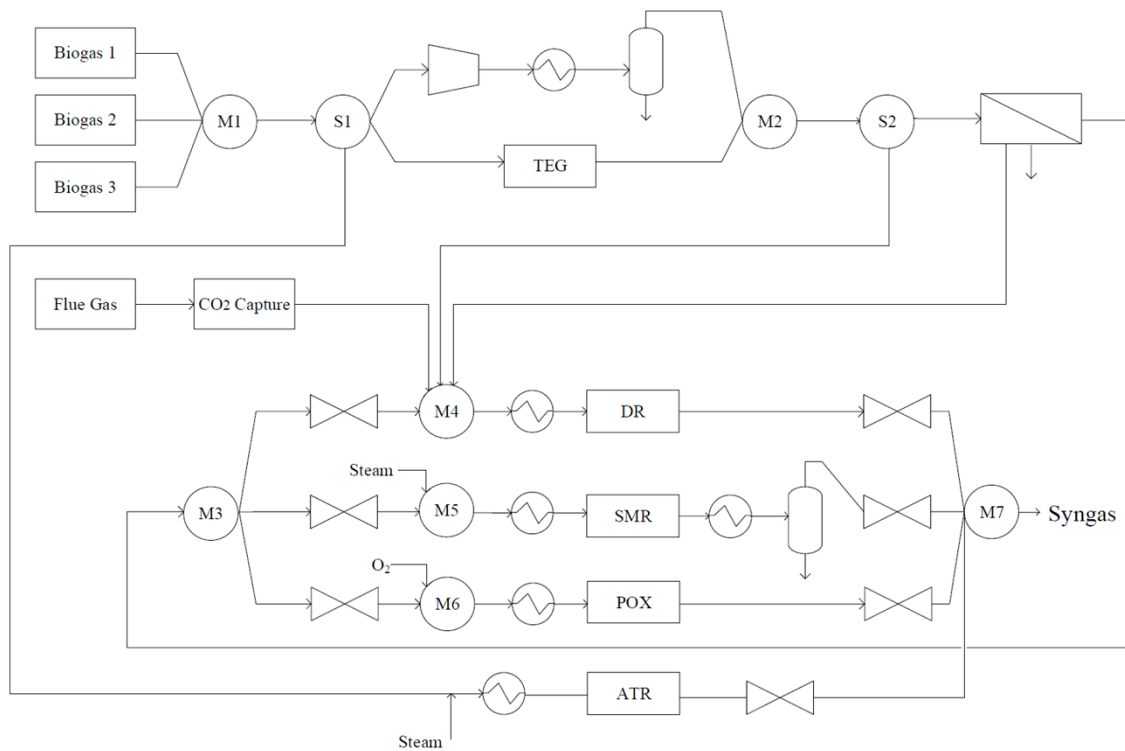 Biogas 1
Biogas 2
Biogas 3
M1
S1
TEG
M2
S2
Flue Gas
CO2 Capture
M4
DR
Steam
M3
M5
SMR
M7
Syngas
O₂
M6
POX
ATR
Steam